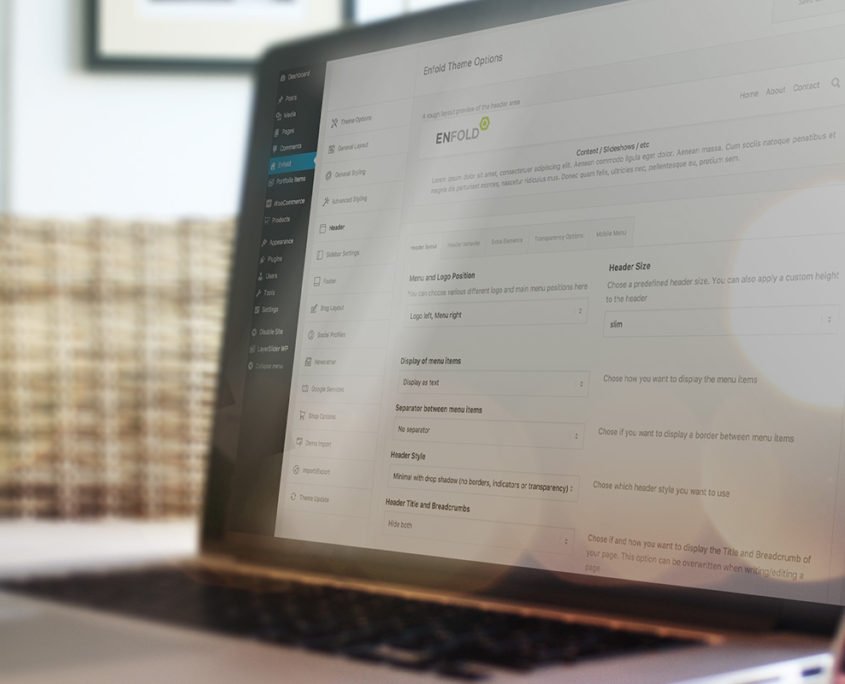 Dashboard
Posts
Media
Pages
Comments
Enfold
Portfolio Items
WooCommerce
Products
Appearance
Plugins
Users
Tools
Settings
Disable Site
LayerSlider WP
Collapse menu
Theme Options
General Layout
General Styling
Advanced Styling
Header
Sidebar Settings
Footer
Blog Layout
Social Profiles
Newsletter
Google Services
Shop Options
Demo Import
Import/Export
Theme Update
Enfold Theme Options
A rough layout preview of the header area
ENFOLD
Home About Contact
Content / Slideshows / etc
Lorem ipsum dolor sit amet, consectetuer adipiscing elit. Aenean commodo ligula eget dolor. Aenean massa. Cum sociis natoque penatibus et
magnis dis parturient montes, nascetur ridiculus mus. Donec quam felis, ultricies nec, pellentesque eu, pretium sem.
Header layout Header behavior Extra Elements Transparency Options Mobile Menu
Menu and Logo Position
You can choose various different logo and main menu positions here
Logo left, Menu right
Header Size
Chose a predefined header size. You can also apply a custom height
to the header
slim
Display of menu items
Display as text
Chose how you want to display the menu items
Separator between menu items
No separator
Chose if you want to display a border between menu items
Header Style
Minimal with drop shadow (no borders, indicators or transparency)
Chose which header style you want to use
Header Title and Breadcrumbs
Hide both
Chose if and how you want to display the Title and Breadcrumb of
your page. This option can be overwritten when writing/editing a
page